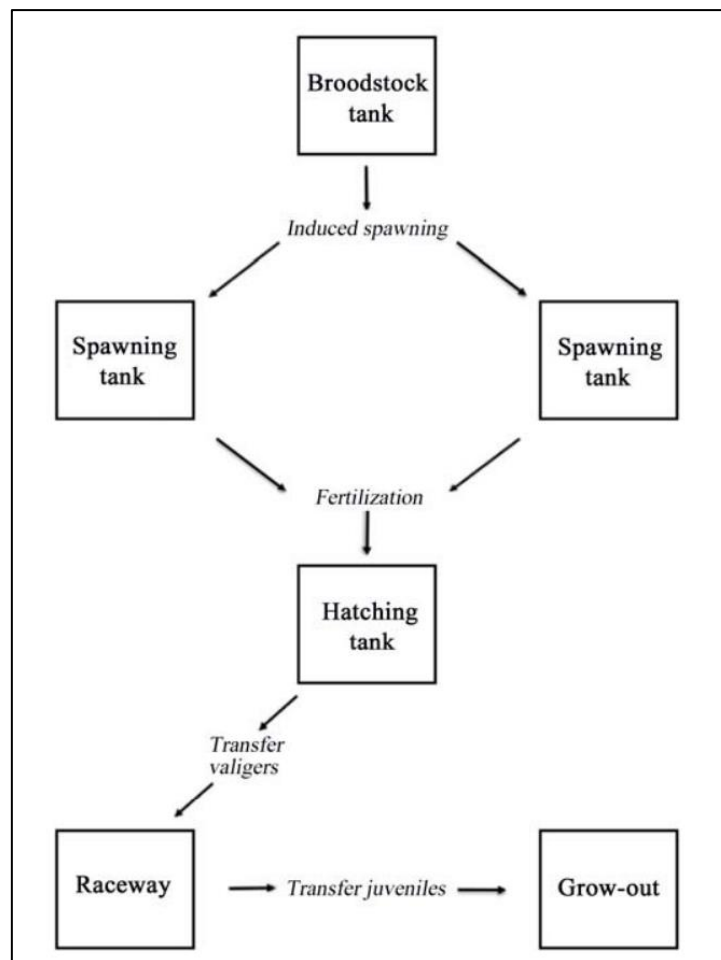 Broodstock
tank
Induced spawning
Spawning
tank
Spawning
tank
Fertilization
Hatching
tank
Transfer
valigers
Raceway
Transfer juveniles
Grow-out